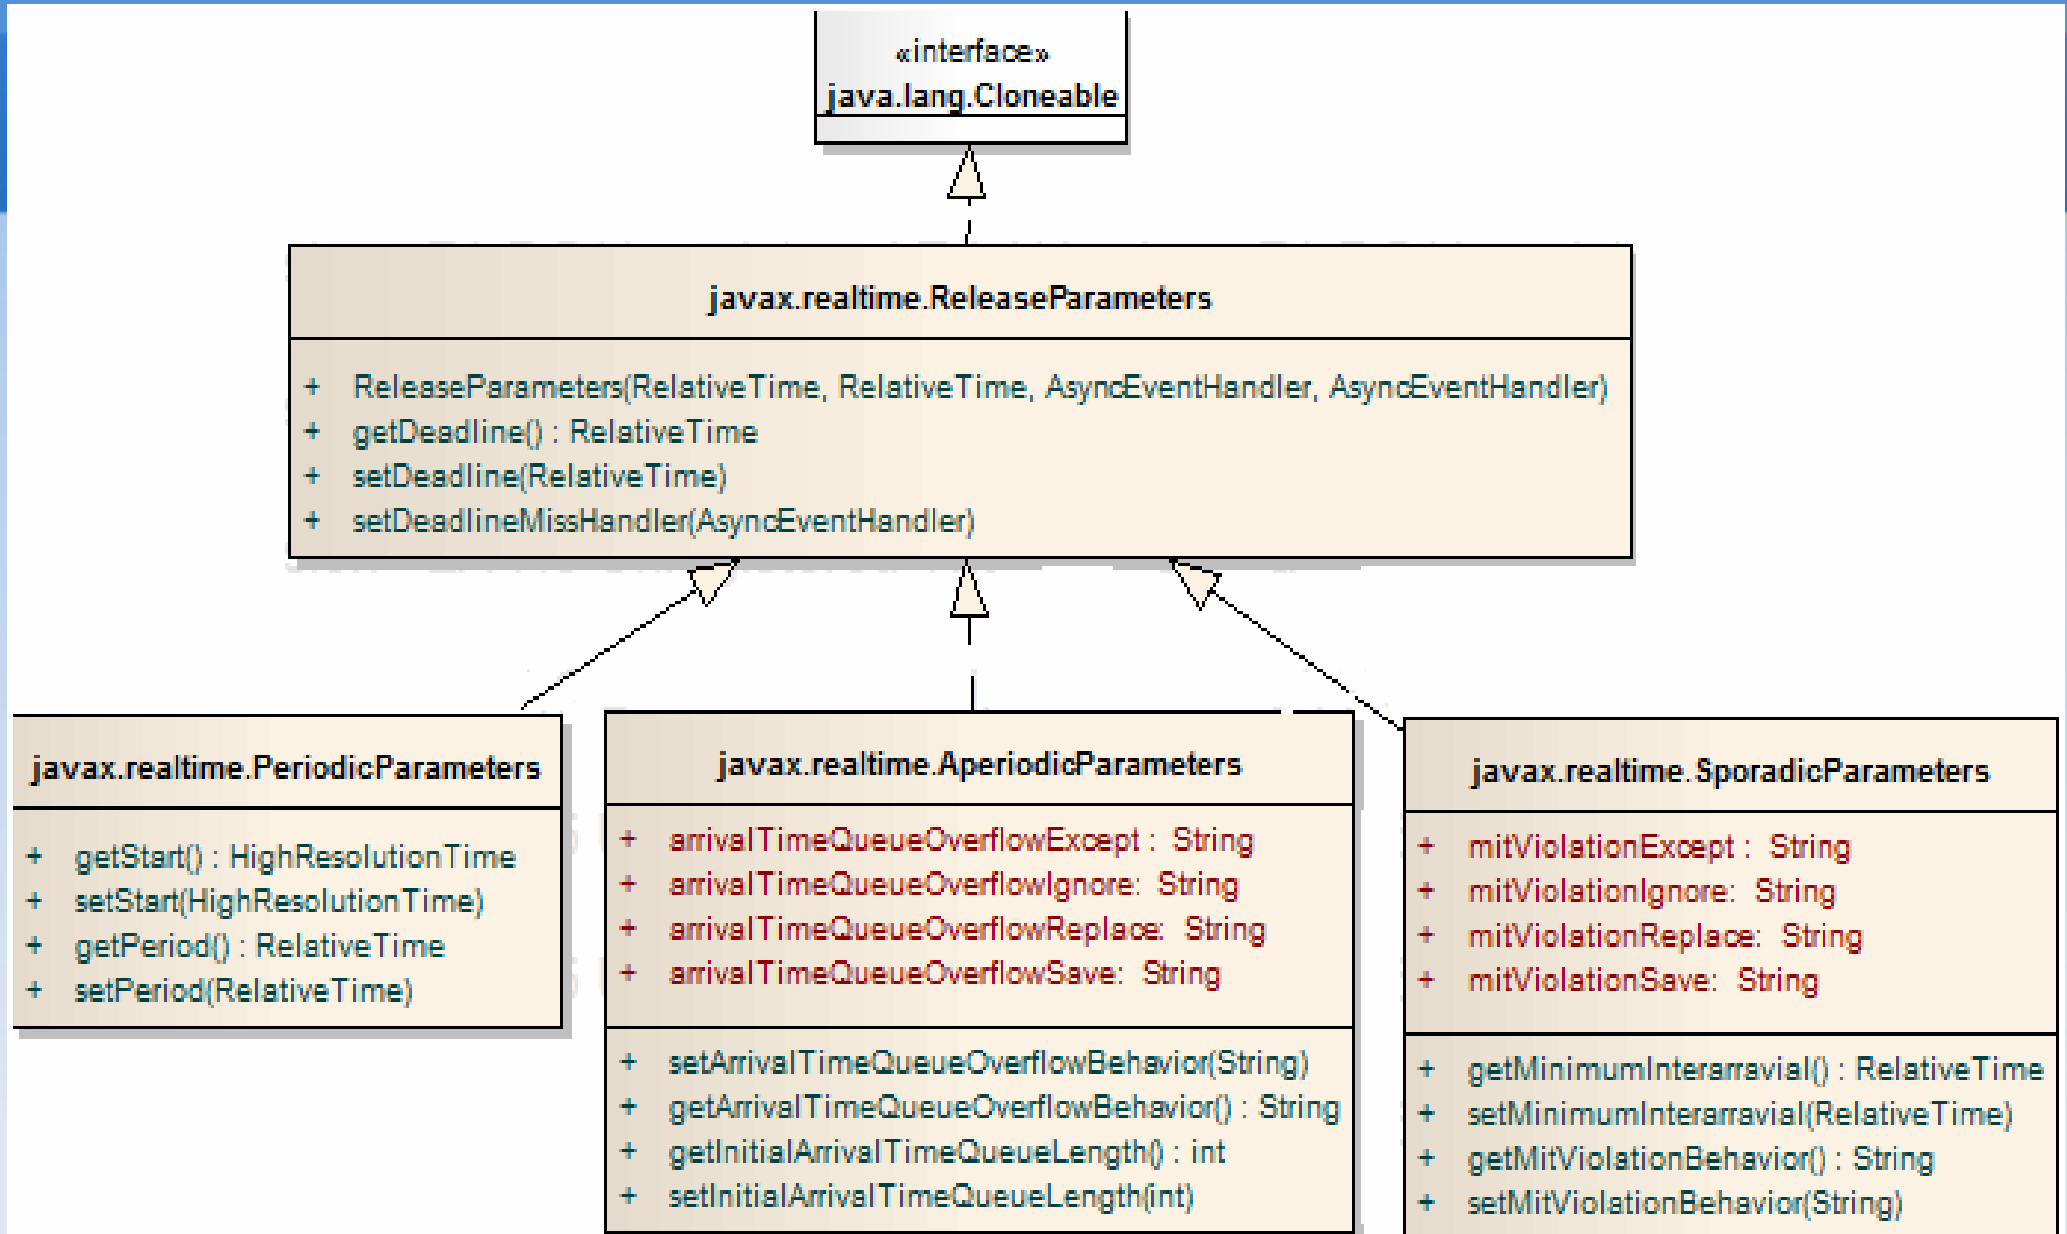 «interface»
java.lang.Cloneable
javax.realtime.ReleaseParameters
+ ReleaseParameters(RelativeTime, RelativeTime, AsyncEventHandler, AsyncEventHandler)
+ getDeadline() : RelativeTime
+ setDeadline(RelativeTime)
+ setDeadlineMissHandler(AsyncEventHandler)
javax.realtime.PeriodicParameters
+ getStart() : HighResolutionTime
+ setStart(HighResolutionTime)
+ getPeriod() : RelativeTime
+ setPeriod(RelativeTime)
javax.realtime.AperiodicParameters
+ arrivalTimeQueueOverflowExcept : String
+ arrivalTimeQueueOverflowIgnore: String
+ arrivalTimeQueueOverflowReplace: String
+ arrivalTimeQueueOverflowSave: String
+ setArrivalTimeQueueOverflowBehavior(String)
+ getArrivalTimeQueueOverflowBehavior() : String
+ getInitialArrivalTimeQueueLength() : int
+ setInitialArrivalTimeQueueLength(int)
javax.realtime.SporadicParameters
+ mitViolationExcept : String
+ mitViolationIgnore: String
+ mitViolationReplace: String
+ mitViolationSave: String
+ getMinimumInterarravial() : RelativeTime
+ setMinimumInterarravial(RelativeTime)
+ getMitViolationBehavior() : String
+ setMitViolationBehavior(String)